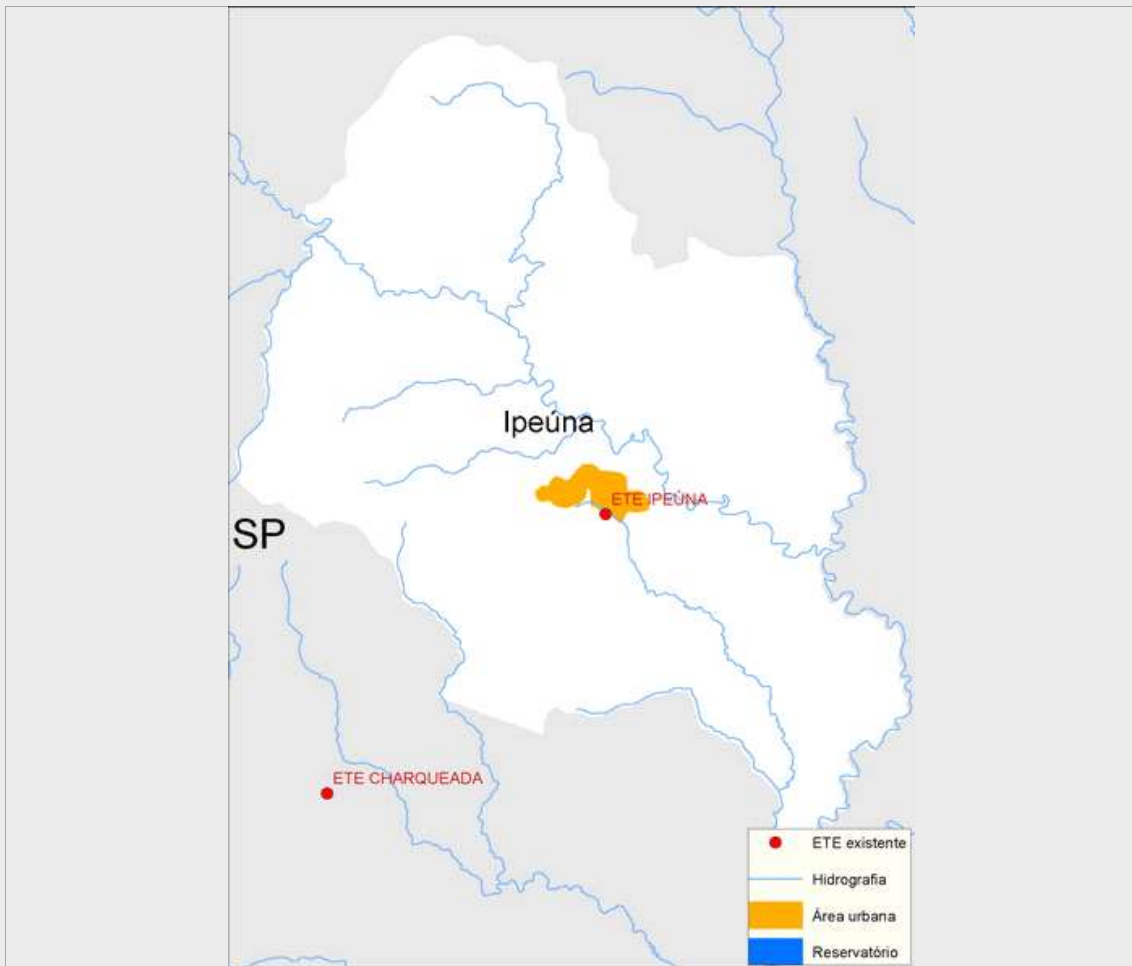 Ipeúna
ETE IPEÚNA
SP
ETE CHARQUEADA
ETE existente
Hidrografia
Área urbana
Reservatório